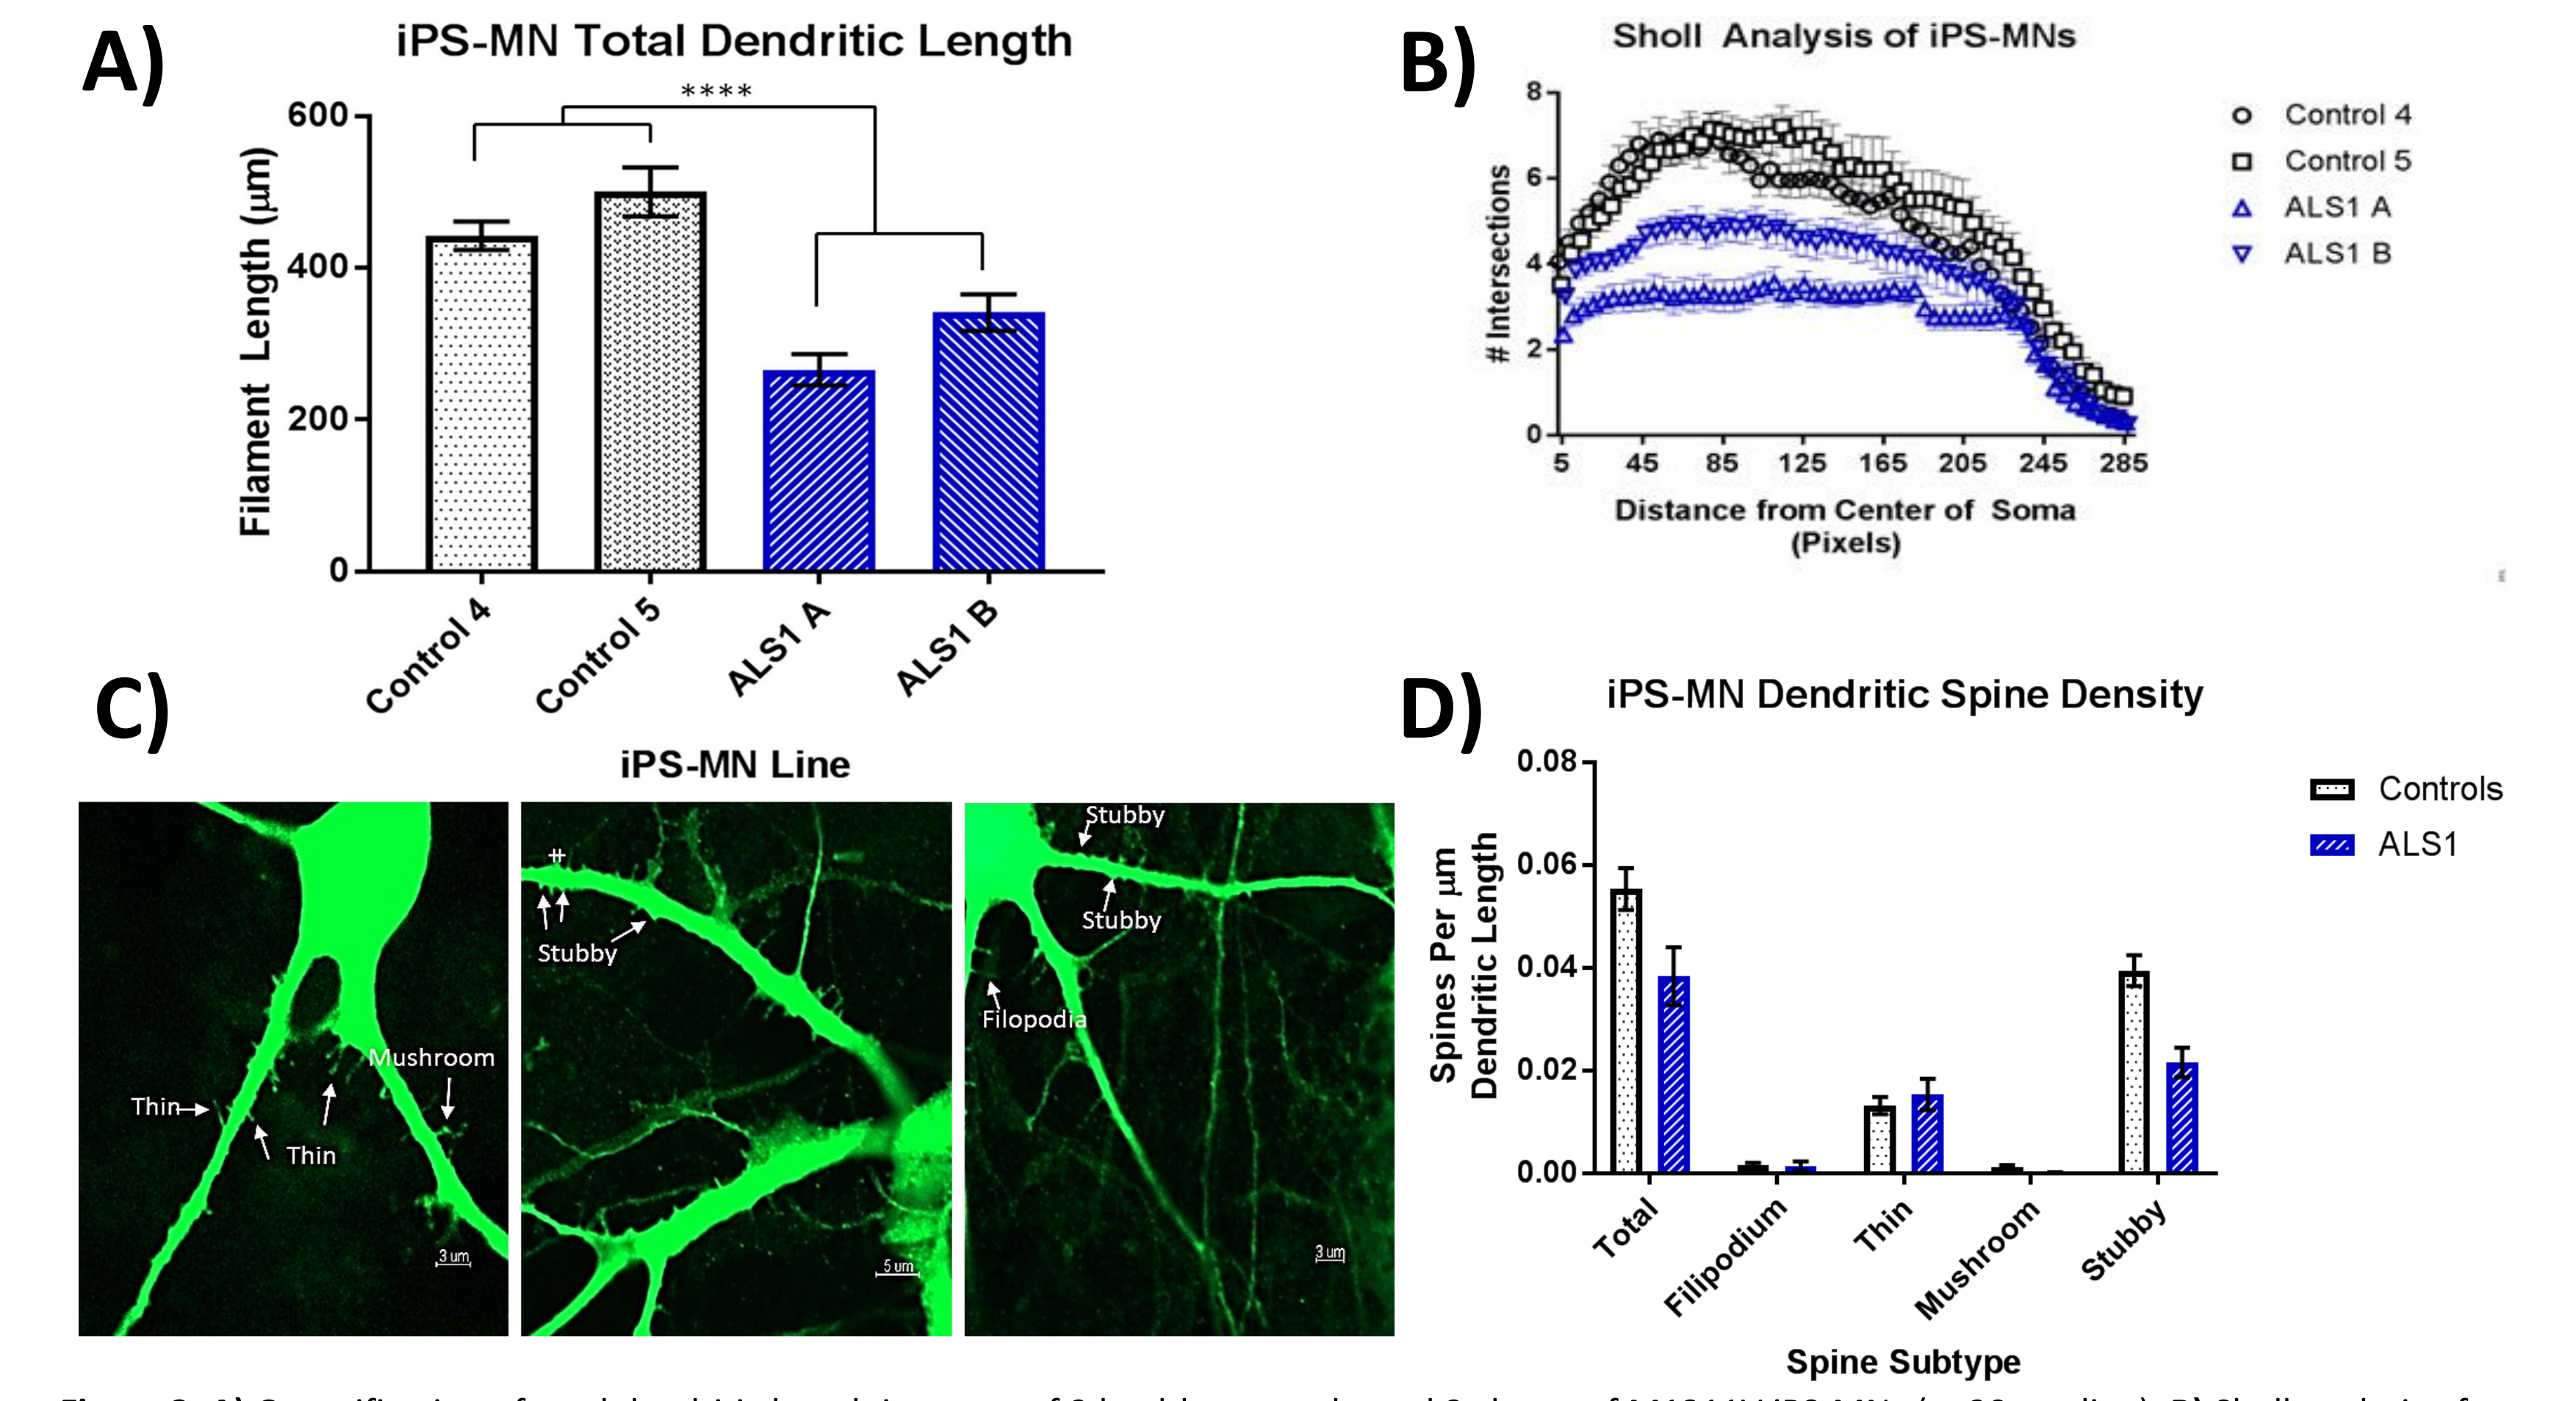 A)
iPS-MN Total Dendritic Length
****
Filament Length (µm)
600
400
200
0
Control 4
Control 5
ALS1 A
ALS1 B
B)
Sholl Analysis of iPS-MNs
# Intersections
8
6
4
2
0
5 45 85 125 165 205 245 285
Distance from Center of Soma
(Pixels)
Control 4
Control 5
ALS1 A
ALS1 B
C)
iPS-MN Line
Thin
Thin
Mushroom
3 um
#
Stubby
5 um
Stubby
Stubby
Filopodia
3 um
D)
iPS-MN Dendritic Spine Density
Spines Per µm
Dendritic Length
0.08
0.06
0.04
0.02
0.00
Total
Filipodium
Thin
Mushroom
Stubby
Spine Subtype
Controls
ALS1